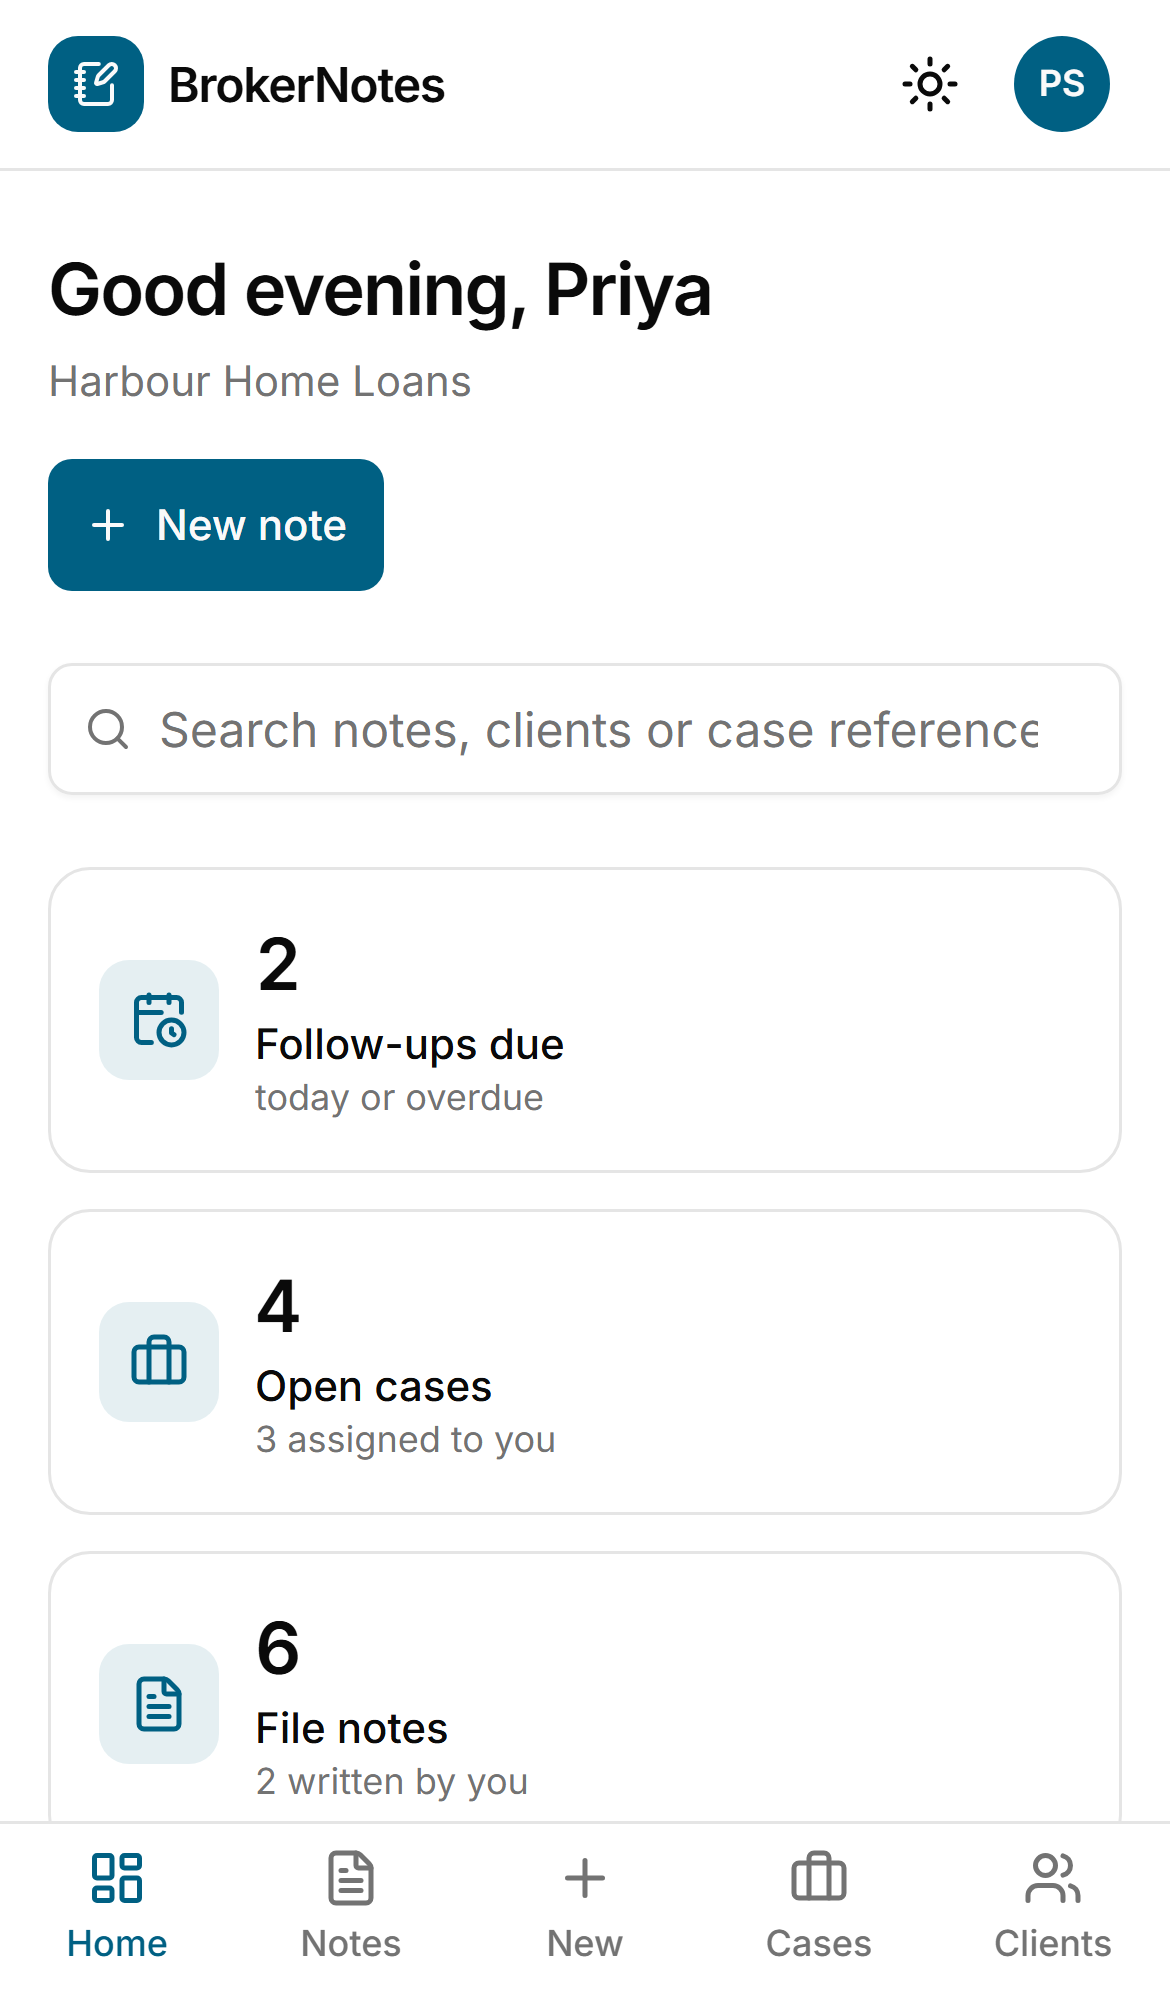 BrokerNotes
PS
Good evening, Priya
Harbour Home Loans
New note
Search notes, clients or case reference
2
Follow-ups due
today or overdue
4
Open cases
3 assigned to you
6
File notes
2 written by you
Home
Notes
New
Cases
Clients